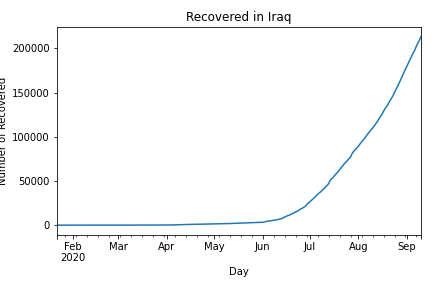 Recovered in Iraq
Number of Recovered
200000
150000
100000
50000
0
Feb Mar Apr May Jun Jul Aug Sep
2020
Day